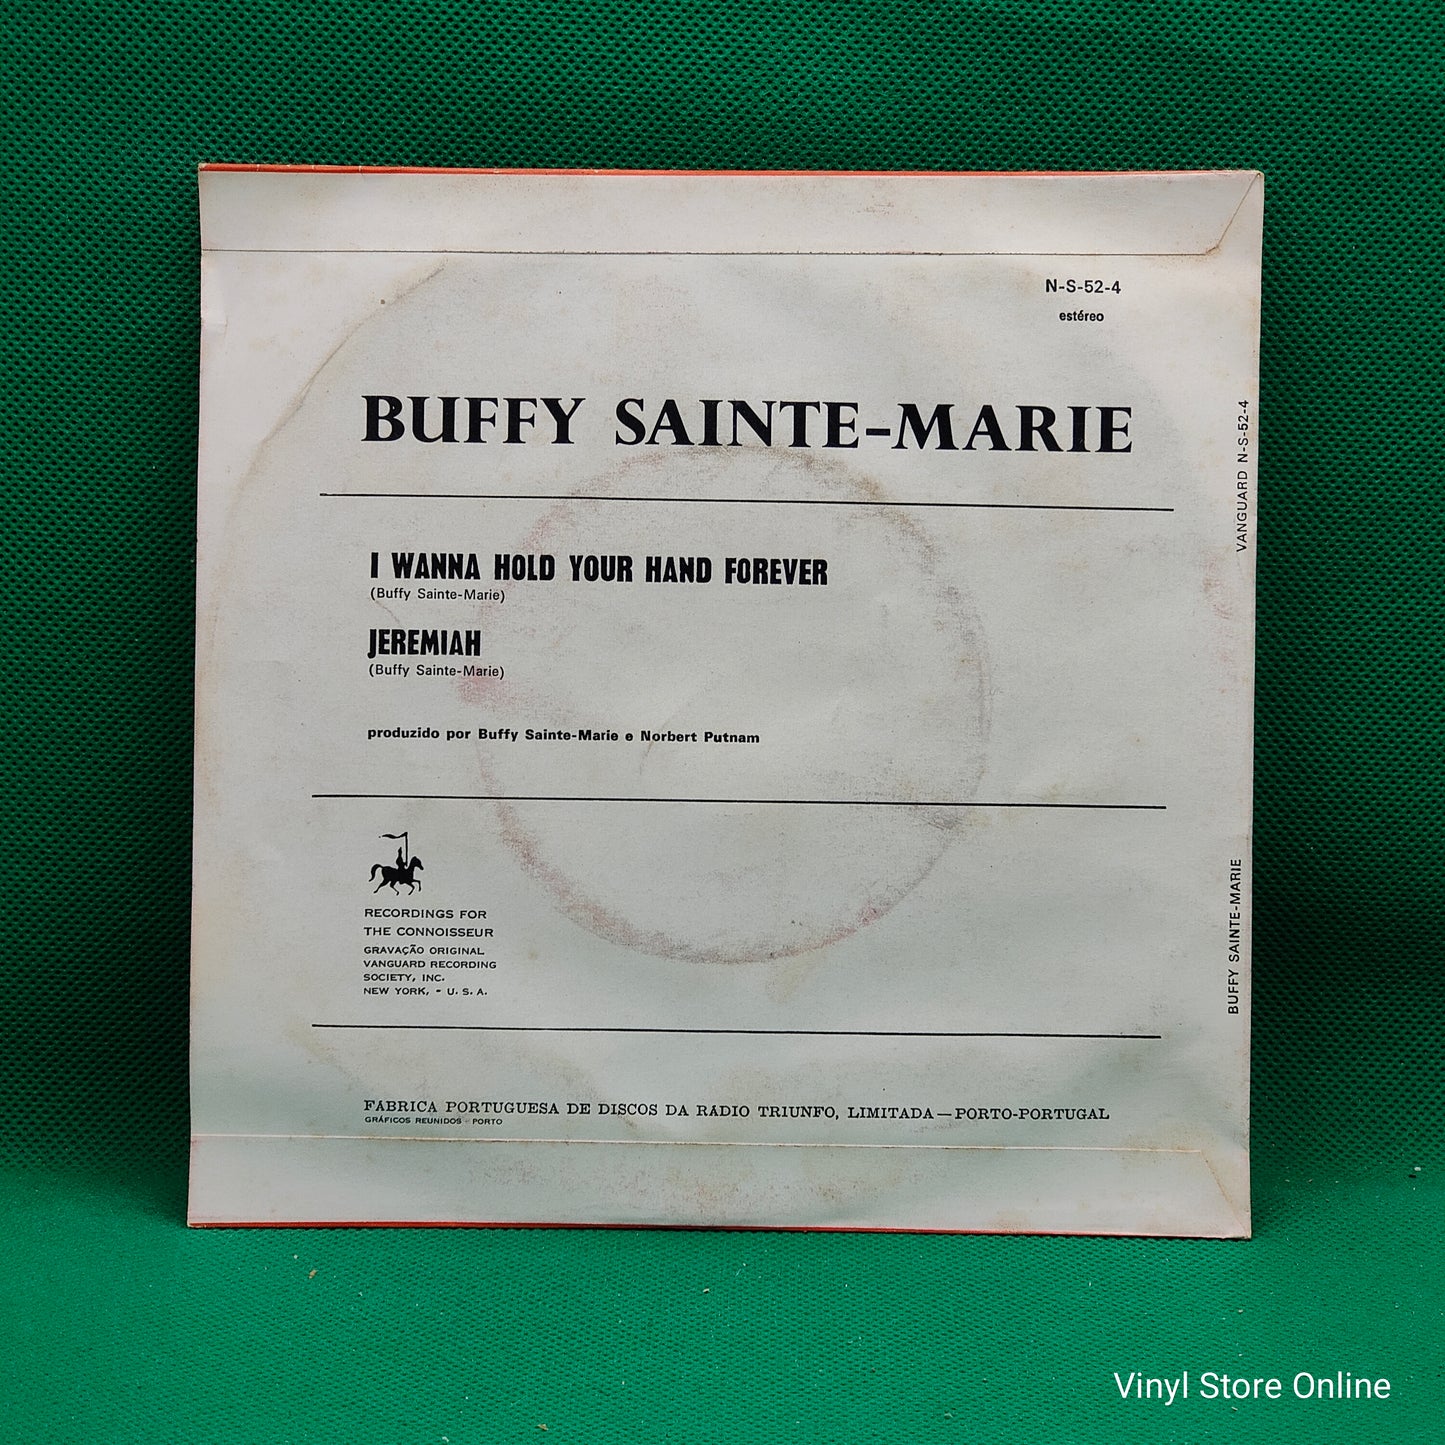 N-S-52-4
estéreo
BUFFY SAINTE-MARIE
I WANNA HOLD YOUR HAND FOREVER
(Buffy Sainte-Marie)
JEREMIAH
(Buffy Sainte-Marie)
produzido por Buffy Sainte-Marie e Norbert Putnam
RECORDINGS FOR
THE CONNOISSEUR
GRAVAÇÃO ORIGINAL
VANGUARD RECORDING
SOCIETY, INC.
NEW YORK, - U. S. A.
FÁBRICA PORTUGUESA DE DISCOS DA RÁDIO TRIUNFO, LIMITADA — PORTO-PORTUGAL
GRÁFICOS REUNIDOS - PORTO
VANGUARD N-S-52-4
BUFFY SAINTE-MARIE
Vinyl Store Online